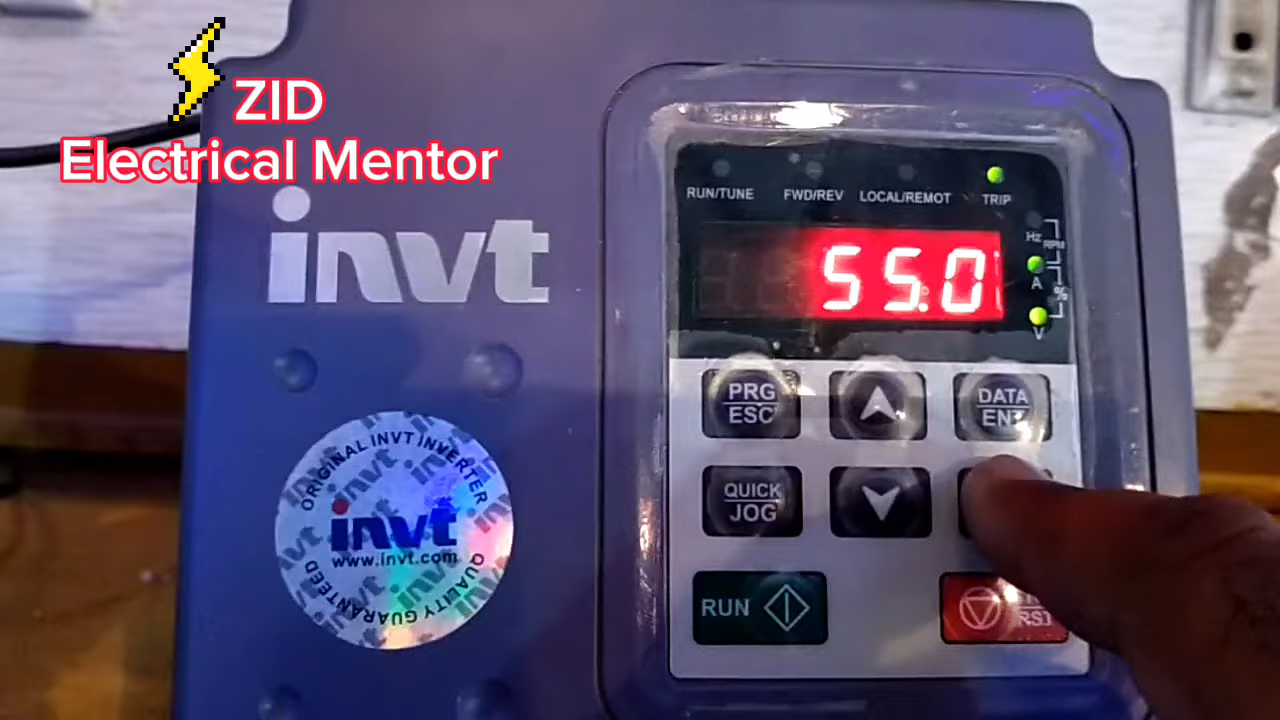 ZID
Electrical Mentor
invt
RUN/TUNE FWD/REV LOCAL/REMOT TRIP
Hz
RPM
A
%
V
55.0
PRG
ESC
DATA
ENT
QUICK
JOG
RUN
RST
ORIGINAL INVT INVERTER
invt
www.invt.com
QUALITY GUARANTEED